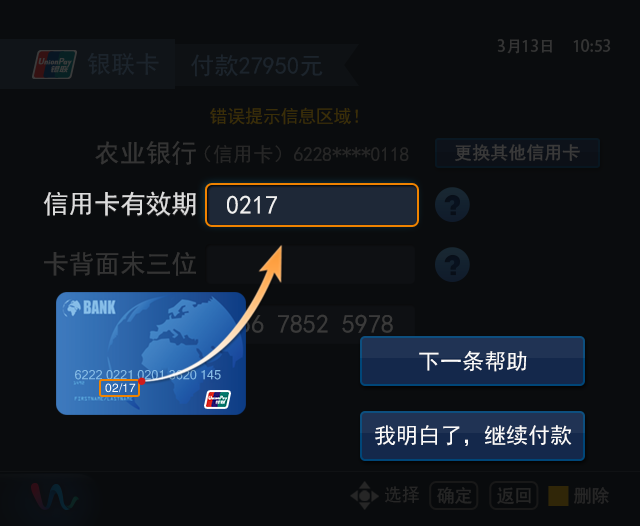 3月13日 10:53
UnionPay 银联 银联卡 付款27950元
错误提示信息区域！
农业银行（信用卡）6228****0118 更换其他信用卡
信用卡有效期 0217 ?
卡背面末三位 ?
BANK
6 7852 5978
6222 0221 0201 3820 145
02/17
FIRSTNAME/LASTNAME
UnionPay 银联
下一条帮助
我明白了，继续付款
选择 确定 返回 删除